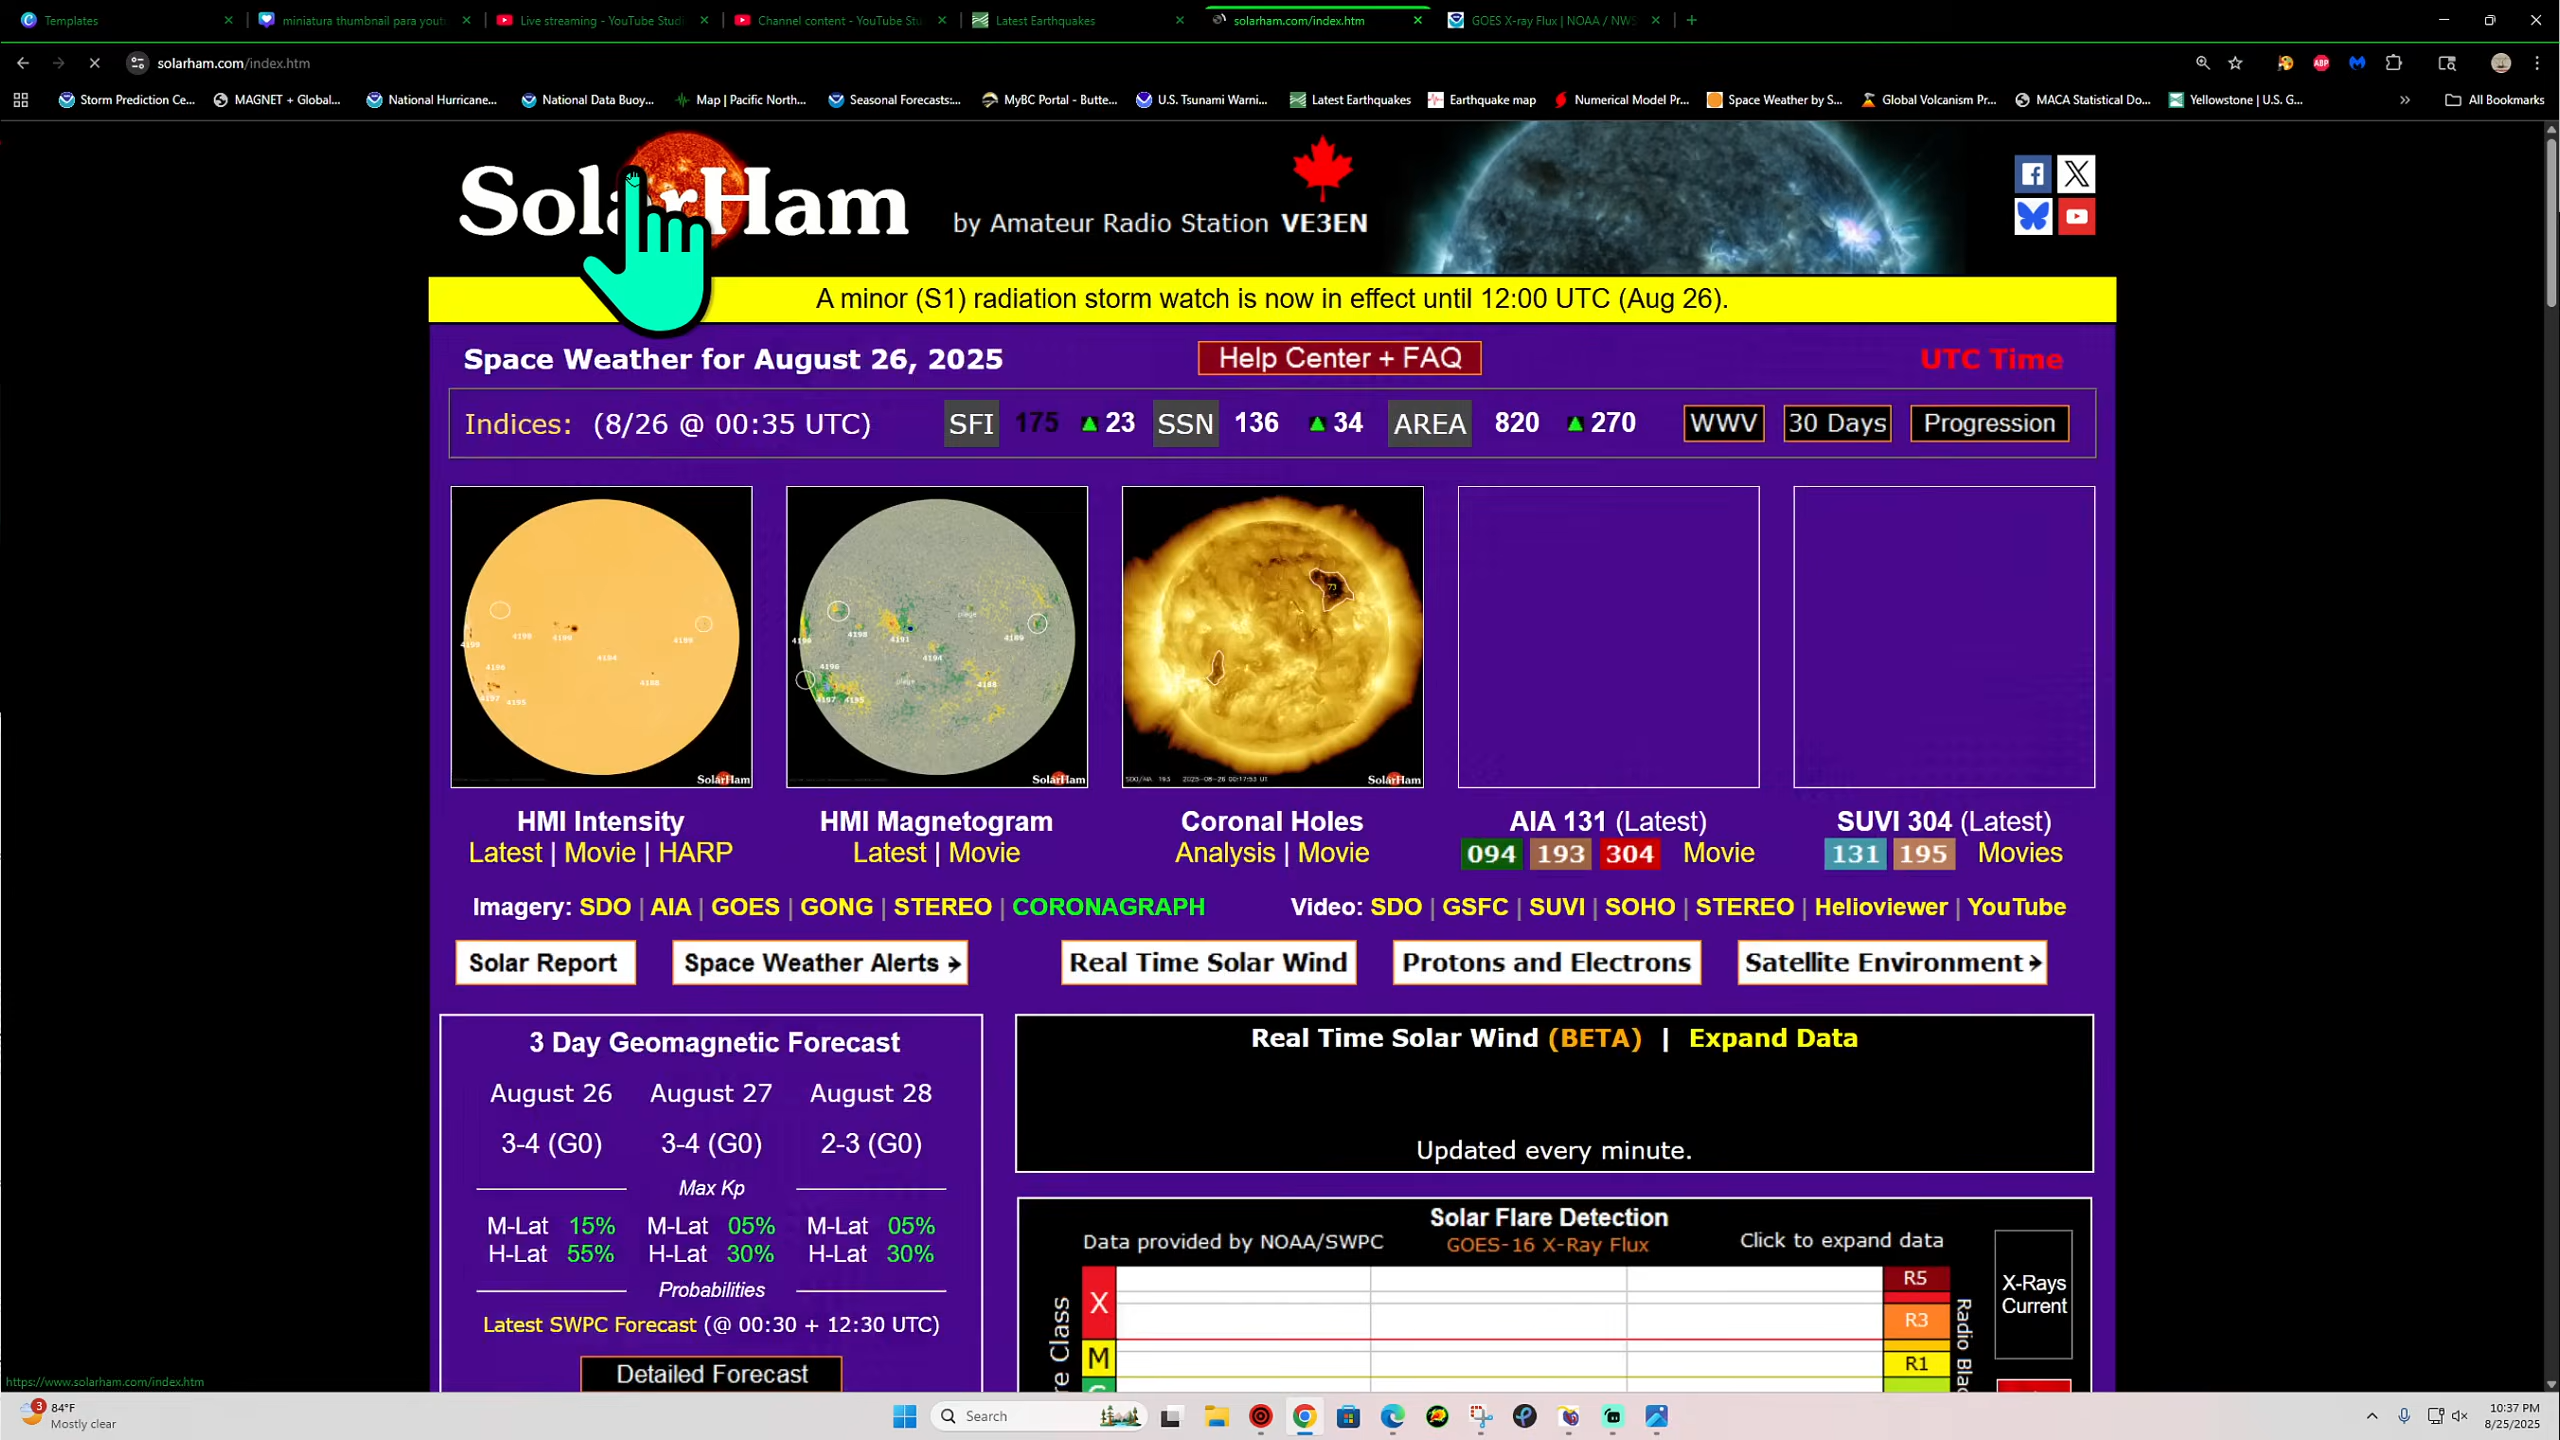 Templates
miniatura thumbnail para yout
Live streaming - YouTube Studi
Channel content - YouTube Stu
Latest Earthquakes
solarham.com/index.htm
GOES X-ray Flux | NOAA / NWS
solarham.com/index.htm
Storm Prediction Ce...
MAGNET + Global...
National Hurricane...
National Data Buoy...
Map | Pacific North...
Seasonal Forecasts:...
MyBC Portal - Butte...
U.S. Tsunami Warni...
Latest Earthquakes
Earthquake map
Numerical Model Pr...
Space Weather by S...
Global Volcanism Pr...
MACA Statistical Do...
Yellowstone | U.S. G...
All Bookmarks
SolarHam
by Amateur Radio Station VE3EN
A minor (S1) radiation storm watch is now in effect until 12:00 UTC (Aug 26).
Space Weather for August 26, 2025
Help Center + FAQ
UTC Time
Indices: (8/26 @ 00:35 UTC) SFI 175 23 SSN 136 34 AREA 820 270 WWV 30 Days Progression
HMI Intensity
Latest | Movie | HARP
HMI Magnetogram
Latest | Movie
Coronal Holes
Analysis | Movie
AIA 131 (Latest)
094 193 304 Movie
SUVI 304 (Latest)
131 195 Movies
Imagery: SDO | AIA | GOES | GONG | STEREO | CORONAGRAPH
Video: SDO | GSFC | SUVI | SOHO | STEREO | Helioviewer | YouTube
Solar Report
Space Weather Alerts
Real Time Solar Wind
Protons and Electrons
Satellite Environment
3 Day Geomagnetic Forecast
August 26 August 27 August 28
3-4 (G0) 3-4 (G0) 2-3 (G0)
Max Kp
M-Lat 15% M-Lat 05% M-Lat 05%
H-Lat 55% H-Lat 30% H-Lat 30%
Probabilities
Latest SWPC Forecast (@ 00:30 + 12:30 UTC)
Detailed Forecast
Real Time Solar Wind (BETA) | Expand Data
Updated every minute.
Solar Flare Detection
Data provided by NOAA/SWPC
GOES-16 X-Ray Flux
Click to expand data
X
M
R5
R3
R1
X-Rays
Current
https://www.solarham.com/index.htm
3
84°F
Mostly clear
Search
10:37 PM
8/25/2025